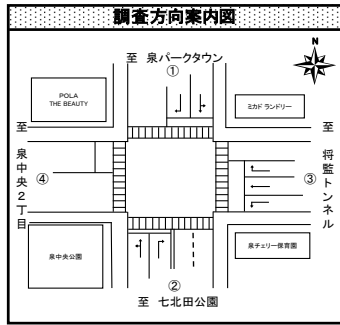 調査方向案内図
N
至 泉パークタウン
①
POLA
THE BEAUTY
ミカド ランドリー
至 泉中央２丁目
④
③
至 将監トンネル
泉中央公園
泉チェリー保育園
②
至 七北田公園